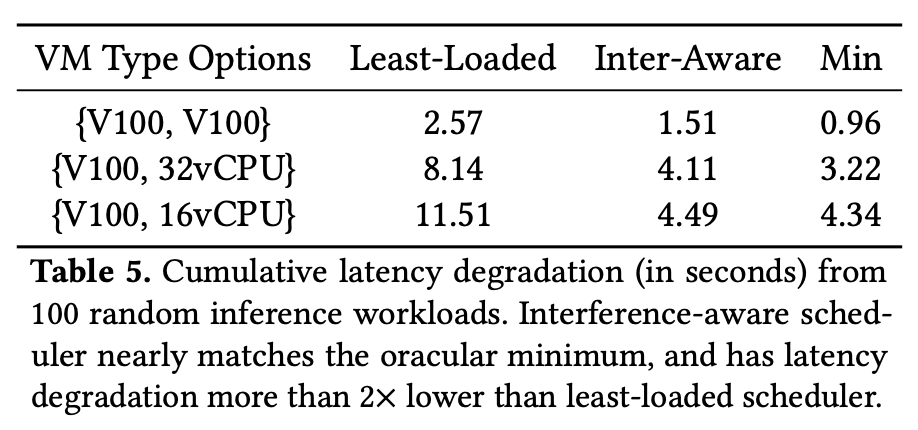 VM Type Options Least-Loaded Inter-Aware Min
{V100, V100} 2.57 1.51 0.96
{V100, 32vCPU} 8.14 4.11 3.22
{V100, 16vCPU} 11.51 4.49 4.34
Table 5. Cumulative latency degradation (in seconds) from
100 random inference workloads. Interference-aware sched-
uler nearly matches the oracular minimum, and has latency
degradation more than 2× lower than least-loaded scheduler.